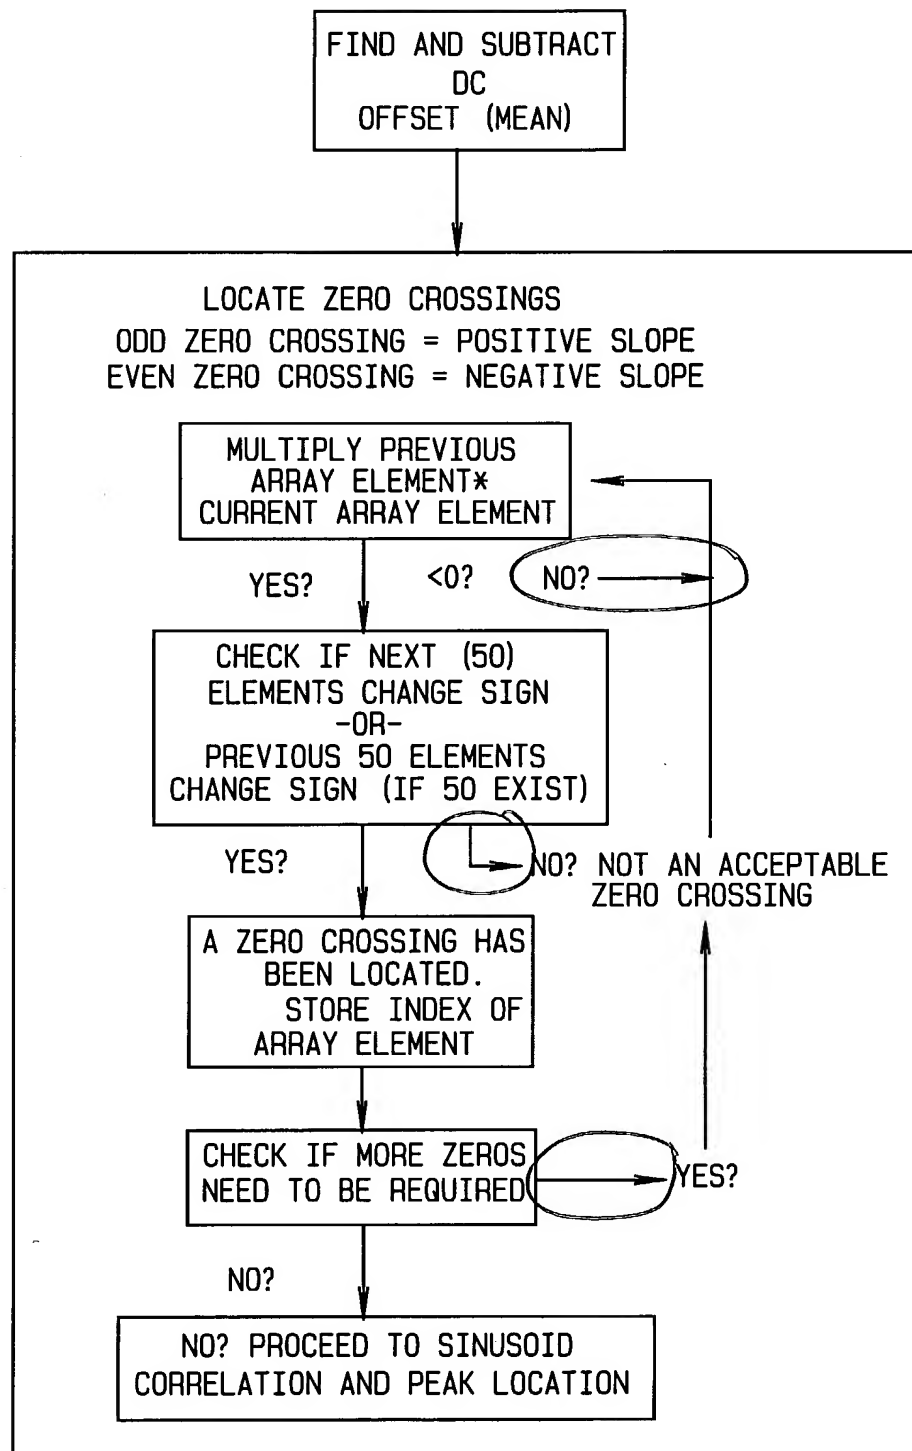 FIND AND SUBTRACT
DC
OFFSET (MEAN)
LOCATE ZERO CROSSINGS
ODD ZERO CROSSING = POSITIVE SLOPE
EVEN ZERO CROSSING = NEGATIVE SLOPE
MULTIPLY PREVIOUS
ARRAY ELEMENT*
CURRENT ARRAY ELEMENT
YES?
<0?
NO?
CHECK IF NEXT (50)
ELEMENTS CHANGE SIGN
-OR-
PREVIOUS 50 ELEMENTS
CHANGE SIGN (IF 50 EXIST)
YES?
NO? NOT AN ACCEPTABLE
ZERO CROSSING
A ZERO CROSSING HAS
BEEN LOCATED.
STORE INDEX OF
ARRAY ELEMENT
CHECK IF MORE ZEROS
NEED TO BE REQUIRED
YES?
NO?
NO? PROCEED TO SINUSOID
CORRELATION AND PEAK LOCATION